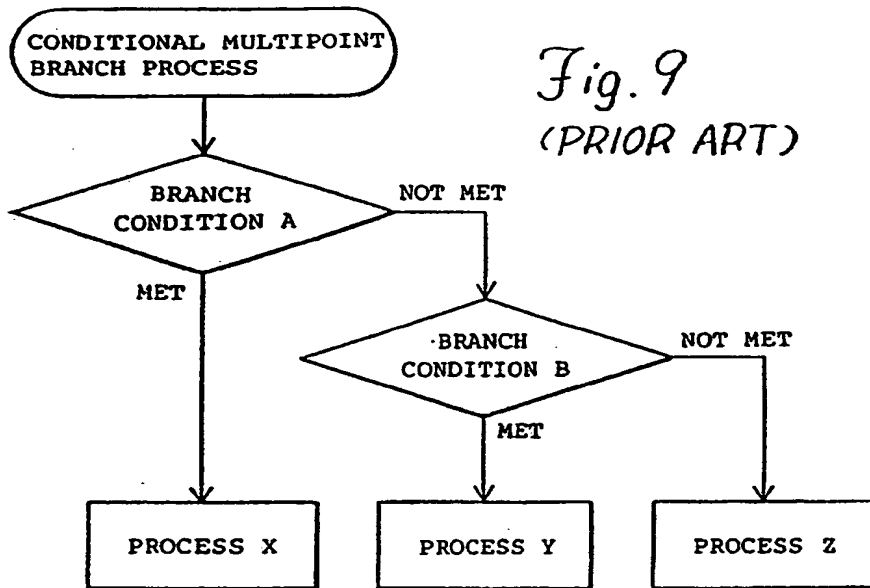 CONDITIONAL MULTIPOINT
BRANCH PROCESS
Fig. 9
(PRIOR ART)
BRANCH
CONDITION A
NOT MET
MET
BRANCH
CONDITION B
NOT MET
MET
PROCESS X
PROCESS Y
PROCESS Z